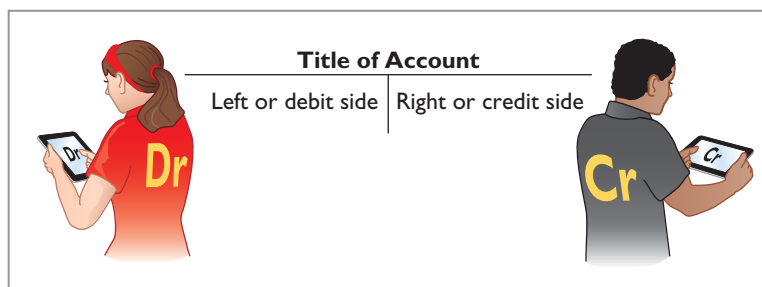 Title of Account
Left or debit side
Right or credit side
Dr
Dr
Cr
Cr